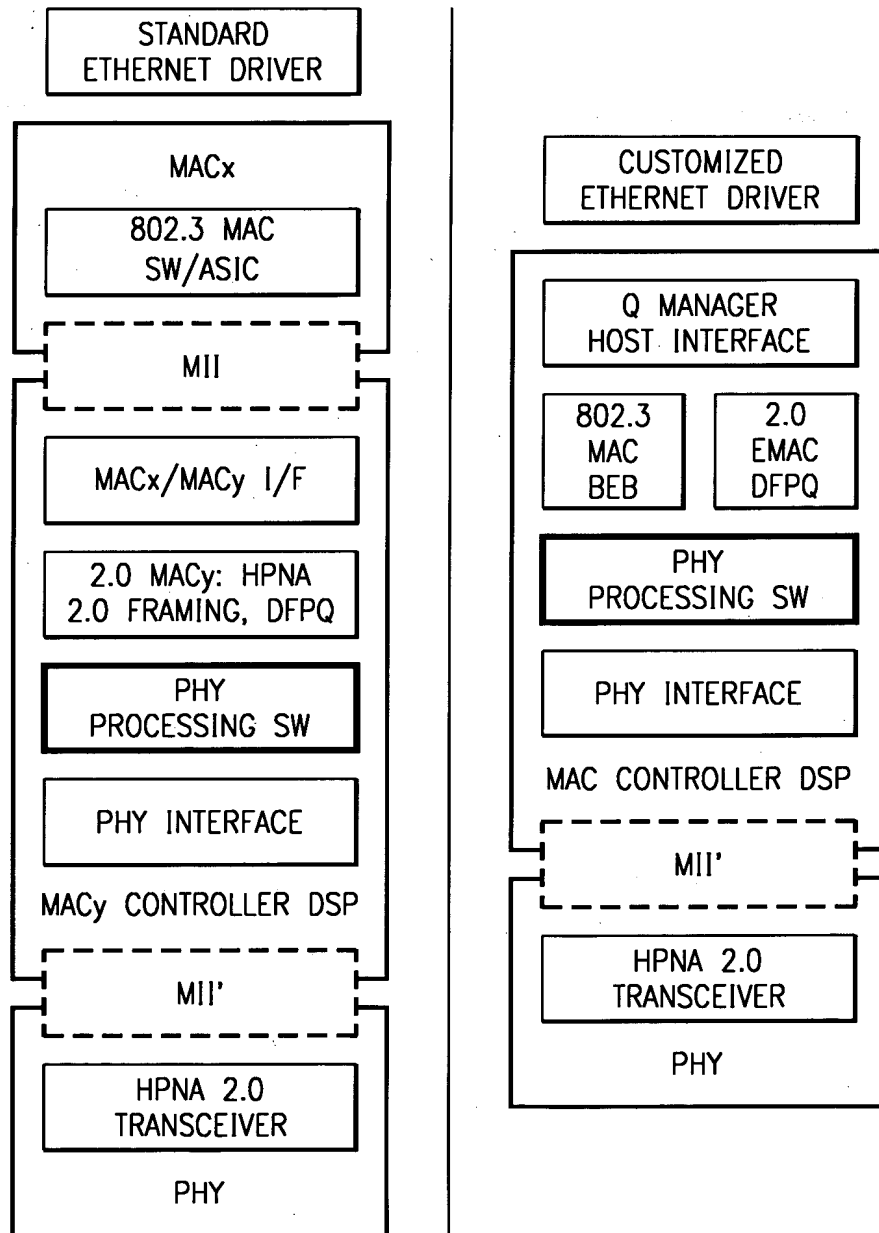 STANDARD
ETHERNET DRIVER
MACx
802.3 MAC
SW/ASIC
MII
MACx/MACy I/F
2.0 MACy: HPNA
2.0 FRAMING, DFPQ
PHY
PROCESSING SW
PHY INTERFACE
MACy CONTROLLER DSP
MII'
HPNA 2.0
TRANSCEIVER
PHY
CUSTOMIZED
ETHERNET DRIVER
Q MANAGER
HOST INTERFACE
802.3
MAC
BEB
2.0
EMAC
DFPQ
PHY
PROCESSING SW
PHY INTERFACE
MAC CONTROLLER DSP
MII'
HPNA 2.0
TRANSCEIVER
PHY